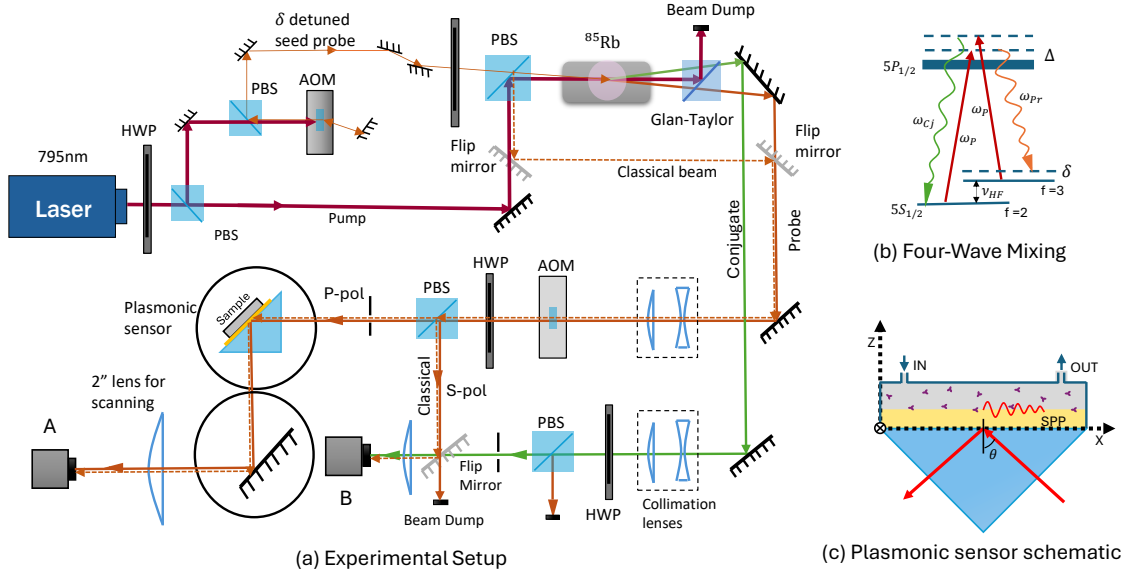 δ detuned
seed probe
Beam Dump
PBS
⁸⁵Rb
PBS
AOM
HWP
795nm
Laser
Flip
mirror
Glan-Taylor
Flip
mirror
Classical beam
Pump
PBS
Conjugate
Probe
HWP
AOM
PBS
P-pol
Plasmonic
sensor
Sample
Classical
S-pol
2” lens for
scanning
A
B
PBS
Flip
Mirror
Beam Dump
HWP
Collimation
lenses
(a) Experimental Setup
Δ
5P1/2
ωCj
ωP
ωP
ωPr
δ
νHF
f =3
5S1/2
f =2
(b) Four-Wave Mixing
Z
IN
OUT
SPP
X
θ
(c) Plasmonic sensor schematic